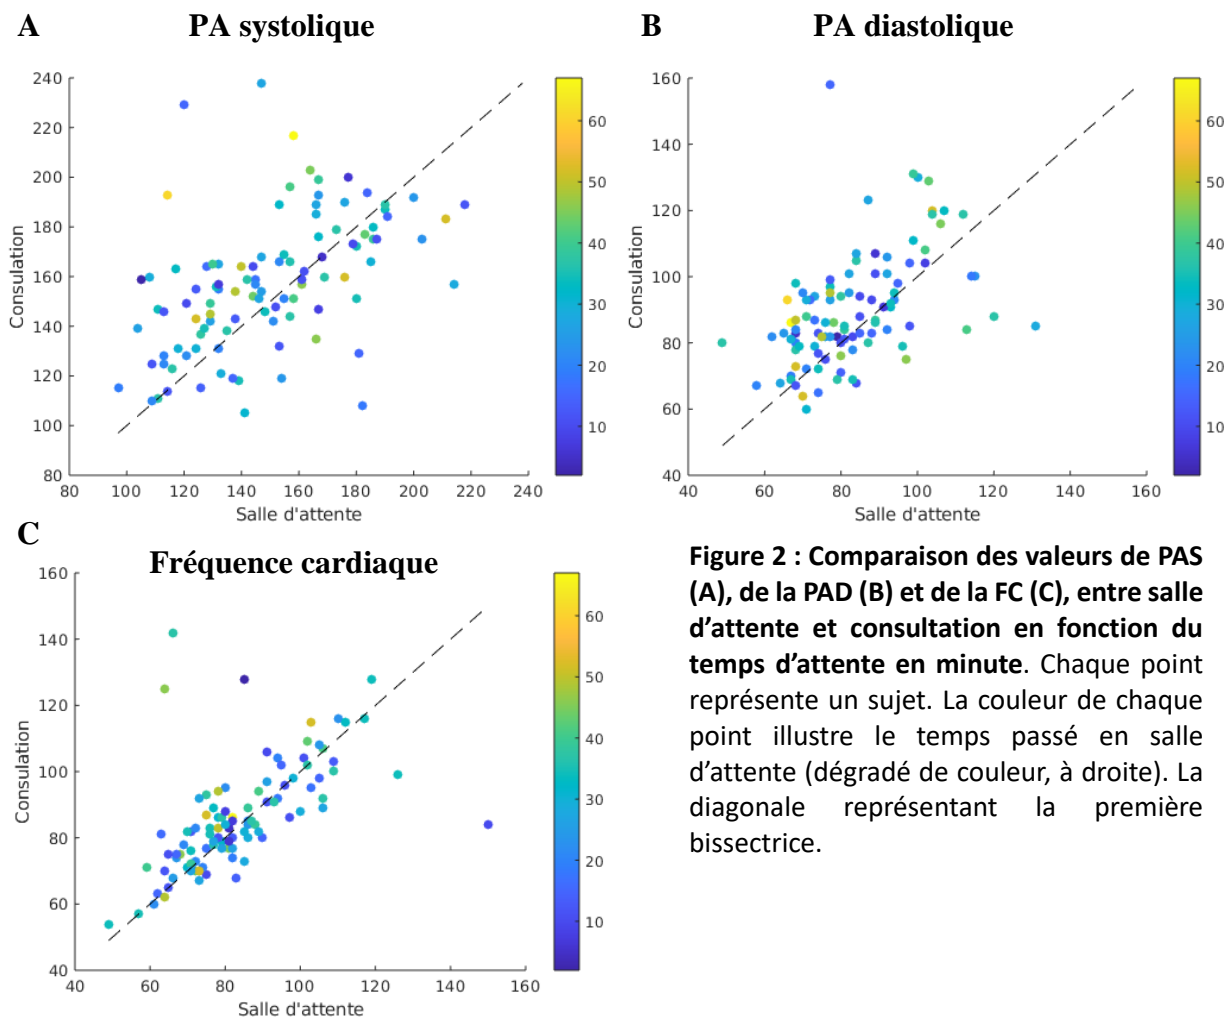 A
PA systolique
240
220
200
180
160
140
120
100
80
80 100 120 140 160 180 200 220 240
Consulation
Salle d'attente
60
50
40
30
20
10
B
PA diastolique
160
140
120
100
80
60
40
40 60 80 100 120 140 160
Consulation
Salle d'attente
60
50
40
30
20
10
C
Fréquence cardiaque
160
140
120
100
80
60
40
40 60 80 100 120 140 160
Consulation
Salle d'attente
60
50
40
30
20
10
Figure 2 : Comparaison des valeurs de PAS
(A), de la PAD (B) et de la FC (C), entre salle
d'attente et consultation en fonction du
temps d'attente en minute. Chaque point
représente un sujet. La couleur de chaque
point illustre le temps passé en salle
d'attente (dégradé de couleur, à droite). La
diagonale représentant la première
bissectrice.